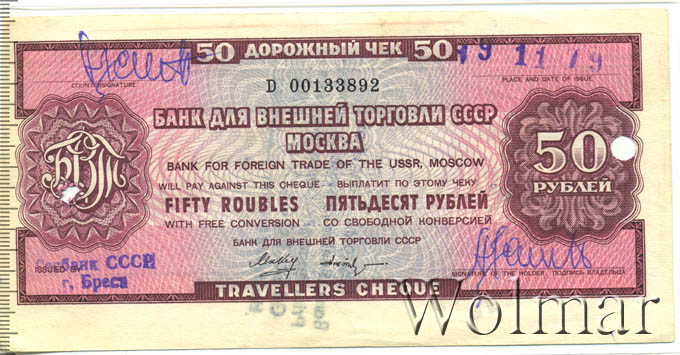 50 ДОРОЖНЫЙ ЧЕК 50
19 11 79
COUNTERSIGNATURE
PLACE AND DATE OF ISSUE
D 00133892
БАНК ДЛЯ ВНЕШНЕЙ ТОРГОВЛИ СССР
МОСКВА
BANK FOR FOREIGN TRADE OF THE USSR, MOSCOW
WILL PAY AGAINST THIS CHEQUE · ВЫПЛАТИТ ПО ЭТОМУ ЧЕКУ
FIFTY ROUBLES ПЯТЬДЕСЯТ РУБЛЕЙ
WITH FREE CONVERSION · СО СВОБОДНОЙ КОНВЕРСИЕЙ
БВТ
50
РУБЛЕЙ
БАНК ДЛЯ ВНЕШНЕЙ ТОРГОВЛИ СССР
СССР
ISSUED BY
г. Брест
SIGNATURE OF THE HOLDER ПОДПИСЬ ВЛАДЕЛЬЦА
TRAVELLERS CHEQUE
Wolmar